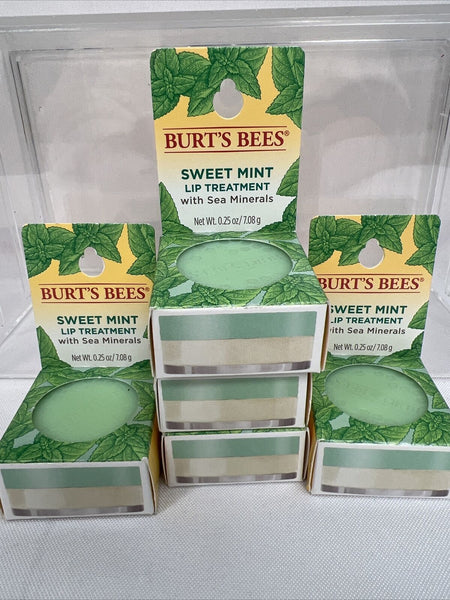 BURT'S BEES®
SWEET MINT
LIP TREATMENT
with Sea Minerals
Net Wt. 0.25 oz/7.08 g
BURT'S BEES®
SWEET MINT
LIP TREATMENT
with Sea Minerals
Net Wt. 0.25 oz/7.08 g
BURT'S BEES®
SWEET MINT
LIP TREATMENT
with Sea Minerals
Net Wt. 0.25 oz/7.08 g